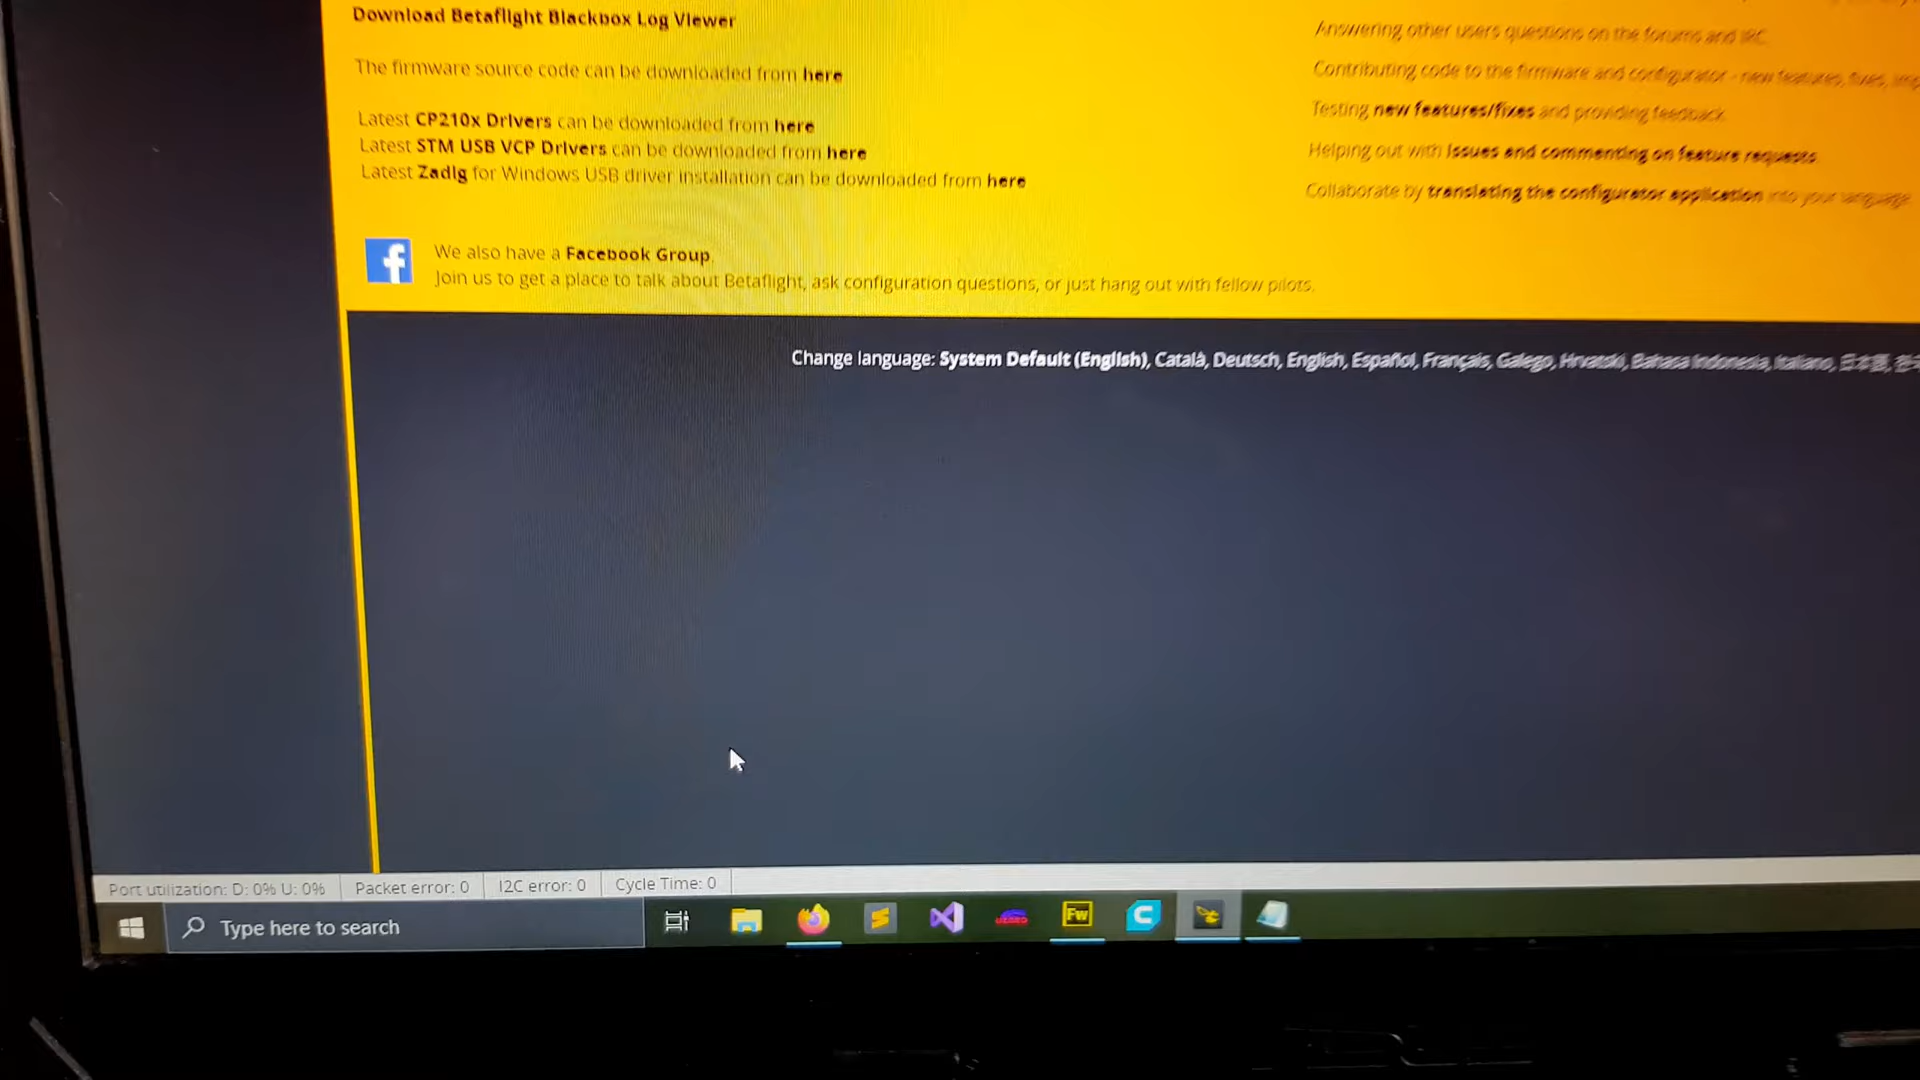 Download Betaflight Blackbox Log Viewer
The firmware source code can be downloaded from here
Latest CP210x Drivers can be downloaded from here
Latest STM USB VCP Drivers can be downloaded from here
Latest Zadig for Windows USB driver installation can be downloaded from here
We also have a Facebook Group.
Join us to get a place to talk about Betaflight, ask configuration questions, or just hang out with fellow pilots.
Answering other users questions on the forums and IRC
Contributing code to the firmware and configurator - new features, fixes,
Testing new features/fixes and providing feedback.
Helping out with issues and commenting on feature requests.
Collaborate by translating the configurator application into your language.
Change language: System Default (English), Català, Deutsch, English, Español, Français, Galego, Hrvatski, Bahasa Indonesia, Italiano, 日本語,
Port utilization: D: 0% U: 0%
Packet error: 0
I2C error: 0
Cycle Time: 0
Type here to search
Fw